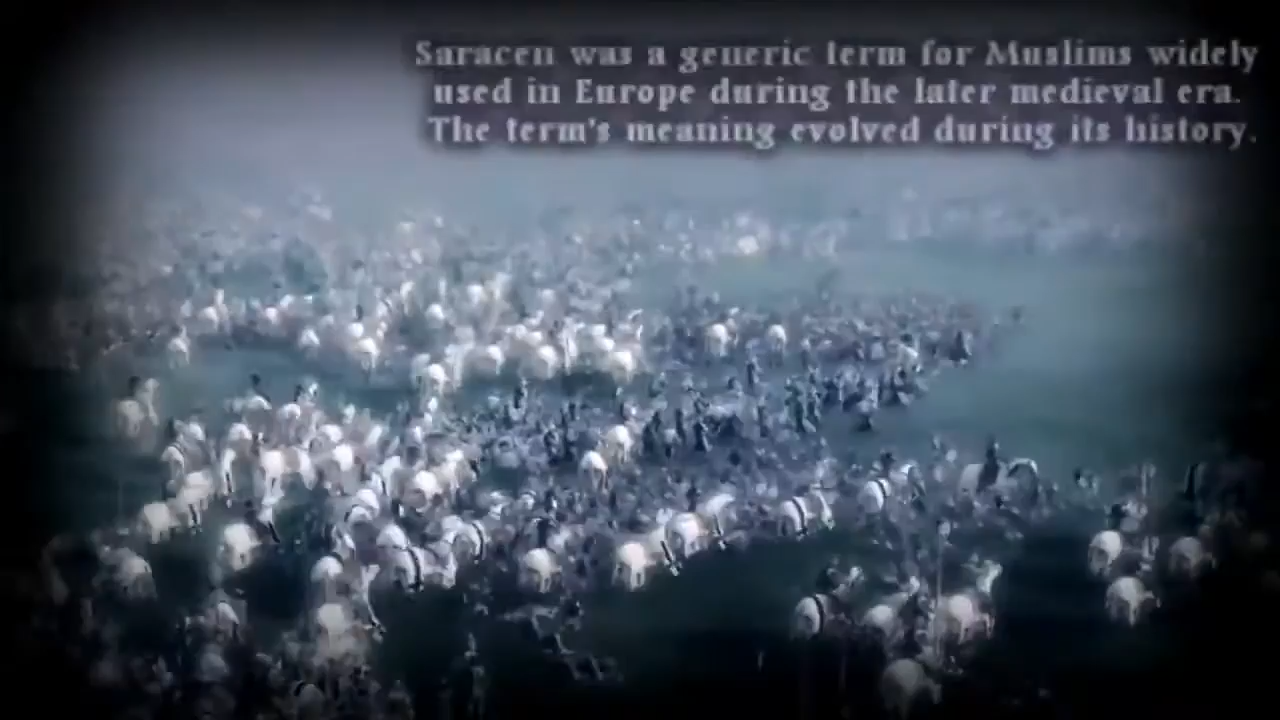 Saracen was a generic term for Muslims widely
used in Europe during the later medieval era.
The term's meaning evolved during its history.